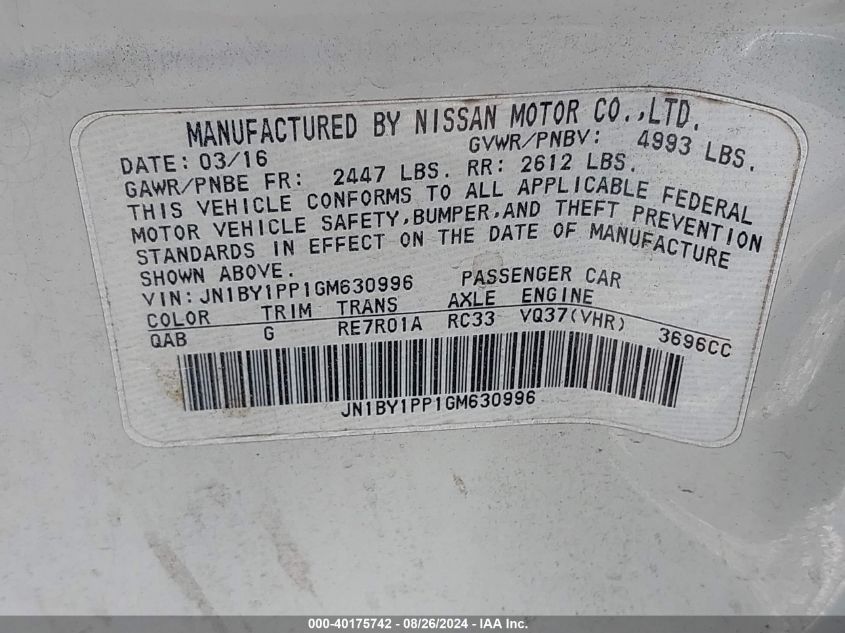 MANUFACTURED BY NISSAN MOTOR CO.,LTD.
DATE: 03/16 GVWR/PNBV: 4993 LBS.
GAWR/PNBE FR: 2447 LBS. RR: 2612 LBS.
THIS VEHICLE CONFORMS TO ALL APPLICABLE FEDERAL
MOTOR VEHICLE SAFETY,BUMPER,AND THEFT PREVENTION
STANDARDS IN EFFECT ON THE DATE OF MANUFACTURE
SHOWN ABOVE.
VIN: JN1BY1PP1GM630996 PASSENGER CAR
COLOR TRIM TRANS AXLE ENGINE
QAB G RE7R01A RC33 VQ37(VHR) 3696CC
JN1BY1PP1GM630996
000-40175742 - 08/26/2024 - IAA Inc.